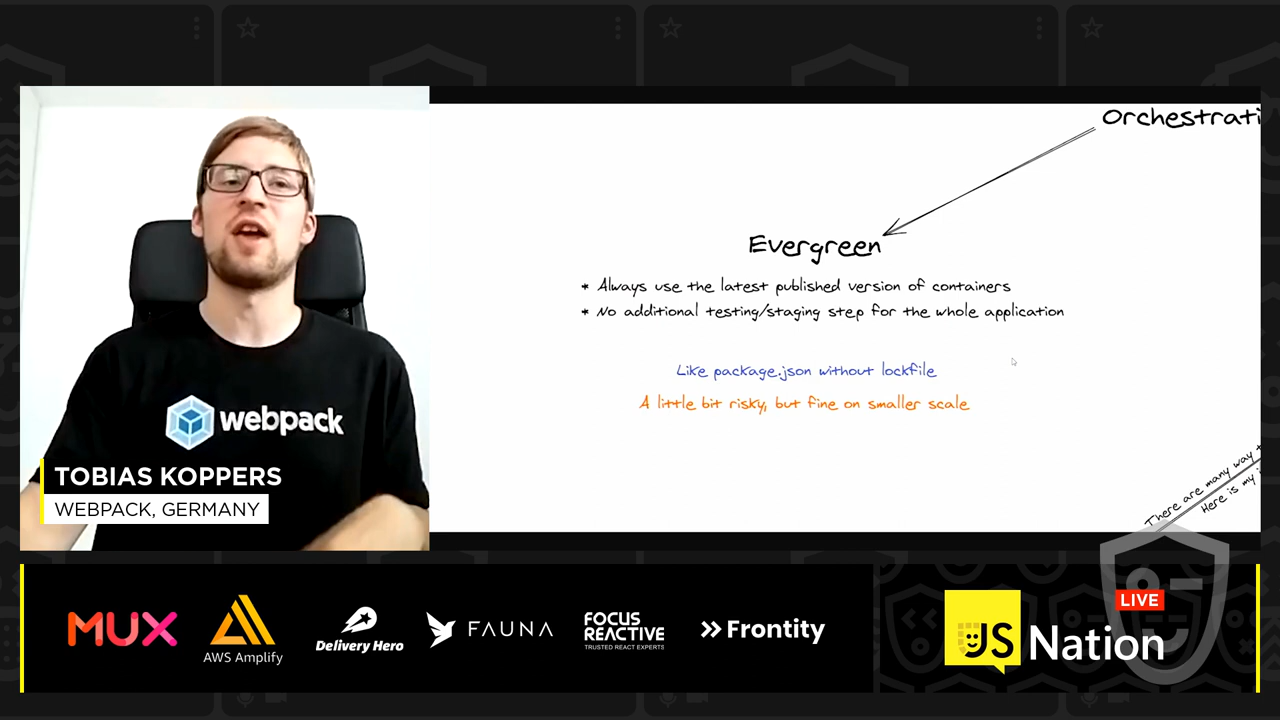 Orchestrati
Evergreen
* Always use the latest published version of containers
* No additional testing/staging step for the whole application
Like package.json without lockfile
A little bit risky, but fine on smaller scale
There are many way t
Here is my i
webpack
TOBIAS KOPPERS
WEBPACK, GERMANY
MUX
AWS Amplify
Delivery Hero
FAUNA
FOCUS
REACTIVE
TRUSTED REACT EXPERTS
Frontity
JS Nation
LIVE